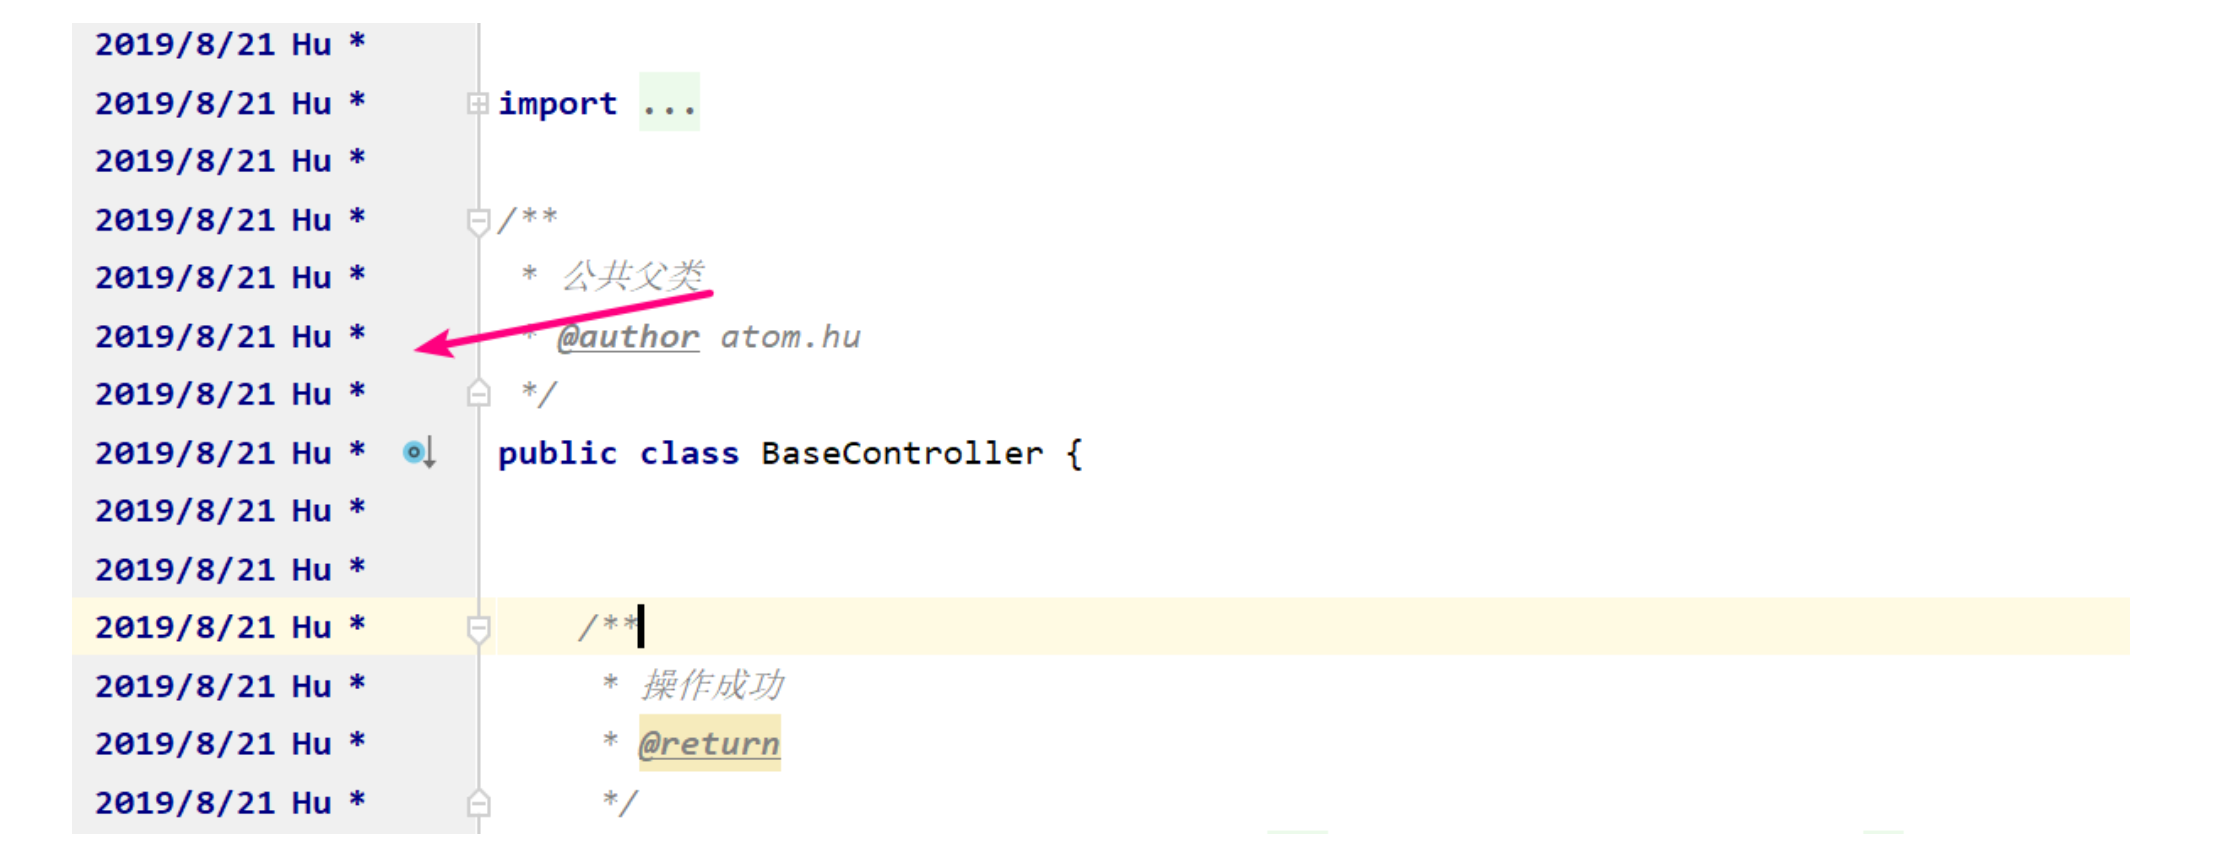 2019/8/21 Hu *
2019/8/21 Hu * import ...
2019/8/21 Hu *
2019/8/21 Hu * /**
2019/8/21 Hu * * 公共父类
2019/8/21 Hu * * @author atom.hu
2019/8/21 Hu * */
2019/8/21 Hu * public class BaseController {
2019/8/21 Hu *
2019/8/21 Hu *
2019/8/21 Hu * /**
2019/8/21 Hu * * 操作成功
2019/8/21 Hu * * @return
2019/8/21 Hu * */